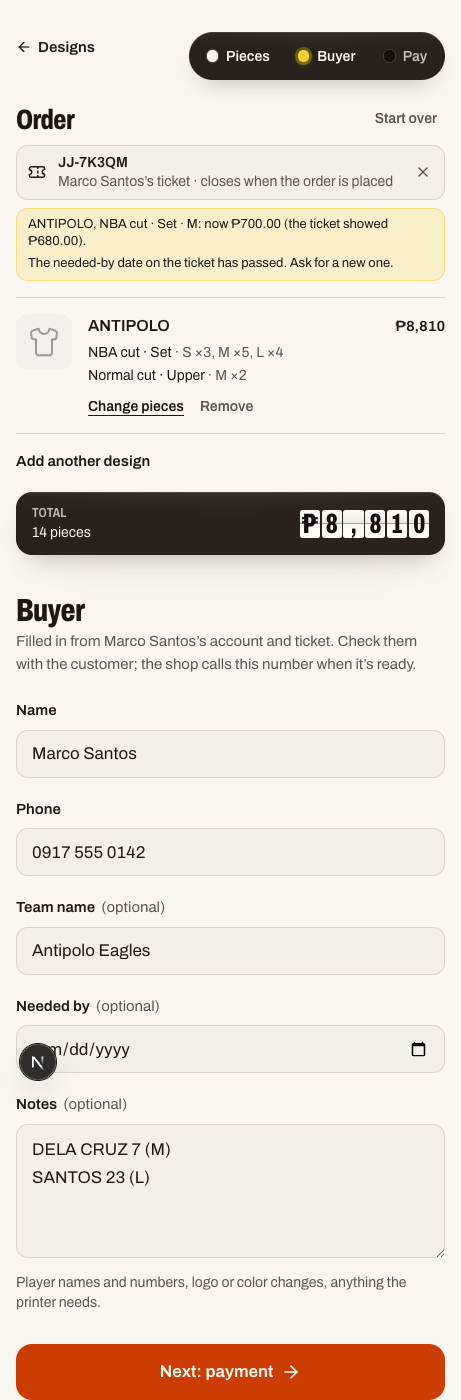 Designs
Pieces
Buyer
Pay
Order
Start over
JJ-7K3QM
Marco Santos’s ticket · closes when the order is placed
ANTIPOLO, NBA cut · Set · M: now ₱700.00 (the ticket showed
₱680.00).
The needed-by date on the ticket has passed. Ask for a new one.
ANTIPOLO
₱8,810
NBA cut · Set · S ×3, M ×5, L ×4
Normal cut · Upper · M ×2
Change pieces
Remove
Add another design
TOTAL
14 pieces
₱8,810
Buyer
Filled in from Marco Santos’s account and ticket. Check them
with the customer; the shop calls this number when it’s ready.
Name
Marco Santos
Phone
0917 555 0142
Team name (optional)
Antipolo Eagles
Needed by (optional)
/dd/yyyy
N
Notes (optional)
DELA CRUZ 7 (M)
SANTOS 23 (L)
Player names and numbers, logo or color changes, anything the
printer needs.
Next: payment